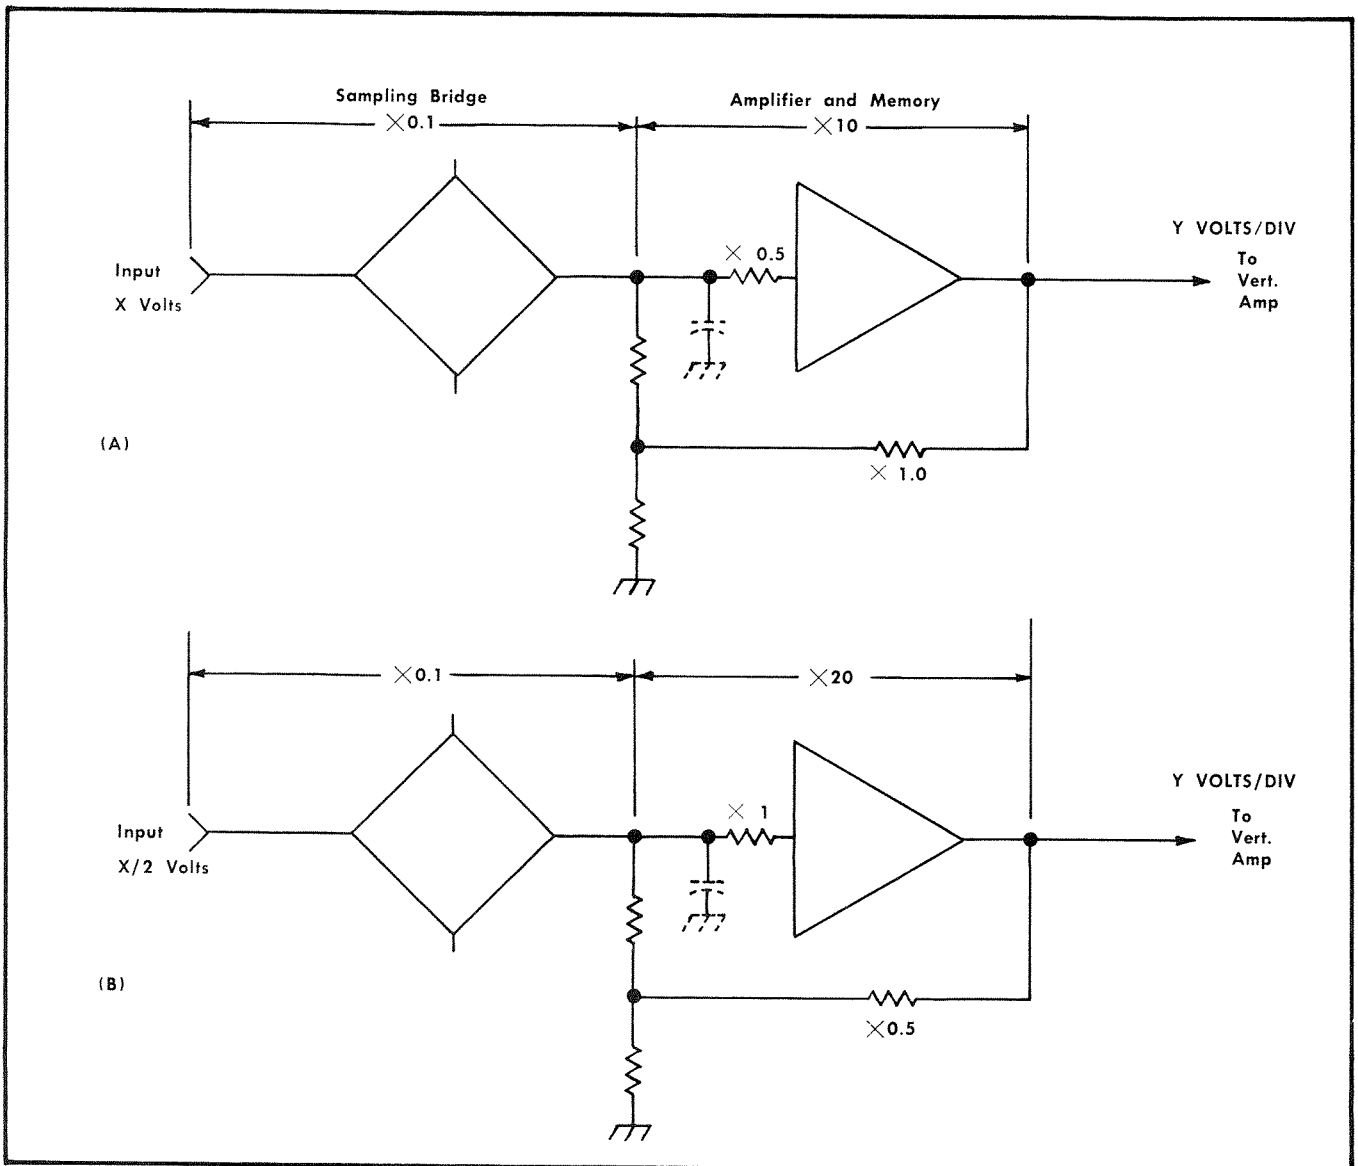 Sampling Bridge
Amplifier and Memory
×0.1
×10
Y VOLTS/DIV
To
Vert.
Amp
× 0.5
Input
X Volts
(A)
× 1.0
×0.1
×20
Y VOLTS/DIV
To
Vert.
Amp
× 1
Input
X/2 Volts
(B)
×0.5